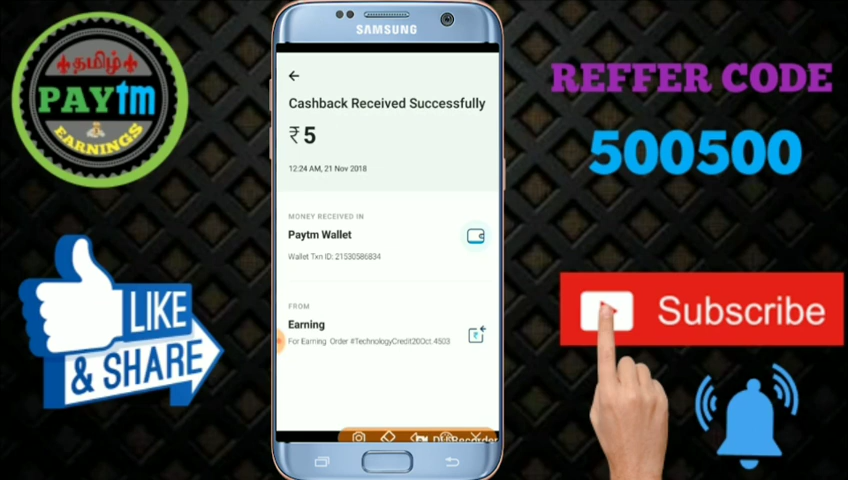 தமிழ்
PAYtm
EARNINGS
LIKE
& SHARE
SAMSUNG
Cashback Received Successfully
₹5
12:24 AM, 21 Nov 2018
MONEY RECEIVED IN
Paytm Wallet
Wallet Txn ID: 21530586834
FROM
Earning
For Earning Order #TechnologyCredit20Oct.4503
REFFER CODE
500500
Subscribe